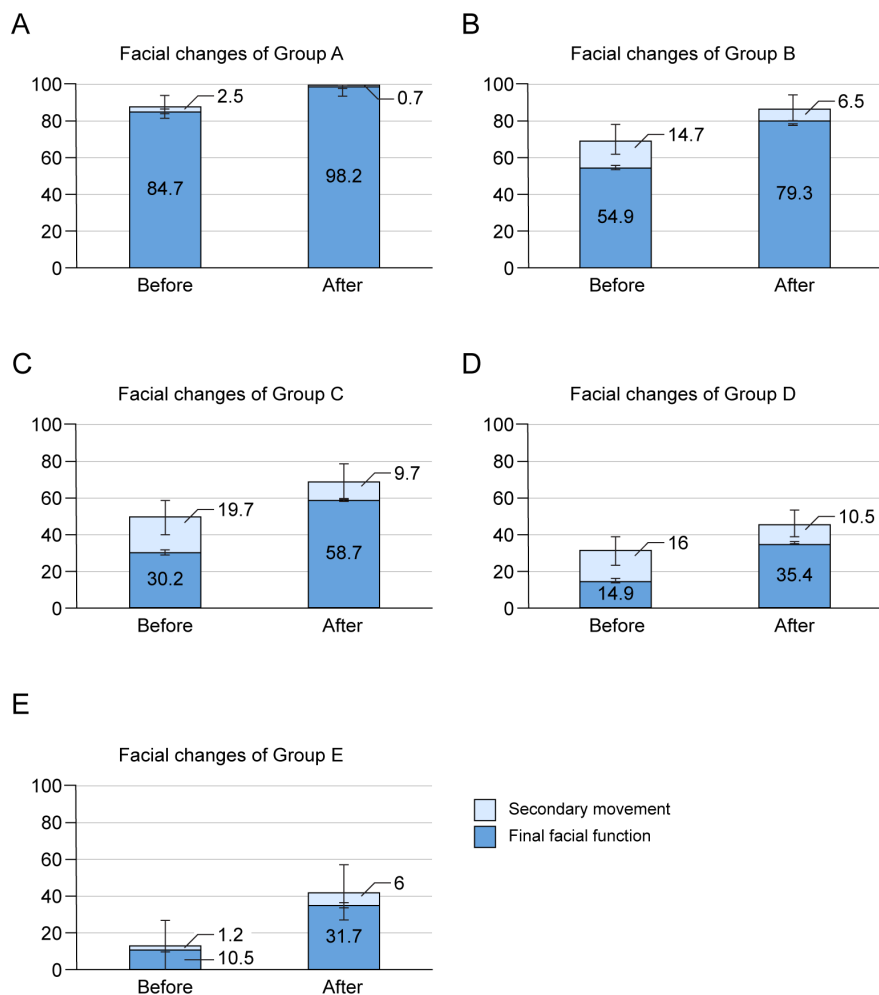 A
Facial changes of Group A
100
80
60
40
20
0
2.5
0.7
84.7
98.2
Before
After
B
Facial changes of Group B
100
80
60
40
20
0
14.7
6.5
54.9
79.3
Before
After
C
Facial changes of Group C
100
80
60
40
20
0
19.7
9.7
30.2
58.7
Before
After
D
Facial changes of Group D
100
80
60
40
20
0
16
10.5
14.9
35.4
Before
After
E
Facial changes of Group E
100
80
60
40
20
0
1.2
10.5
6
31.7
Before
After
Secondary movement
Final facial function